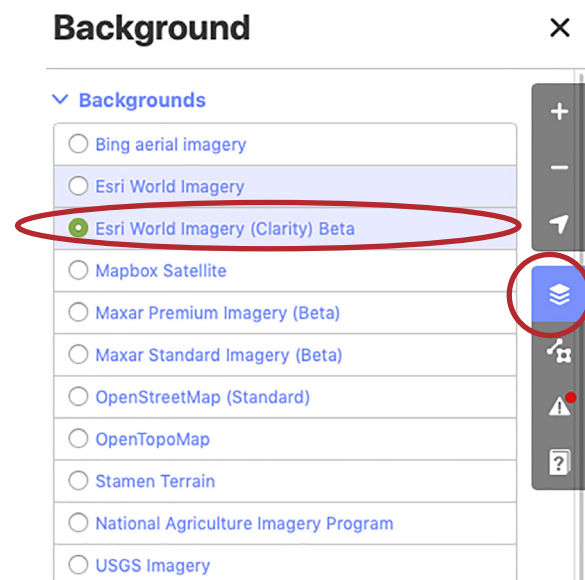 Background
Backgrounds
Bing aerial imagery
Esri World Imagery
Esri World Imagery (Clarity) Beta
Mapbox Satellite
Maxar Premium Imagery (Beta)
Maxar Standard Imagery (Beta)
OpenStreetMap (Standard)
OpenTopoMap
Stamen Terrain
National Agriculture Imagery Program
USGS Imagery